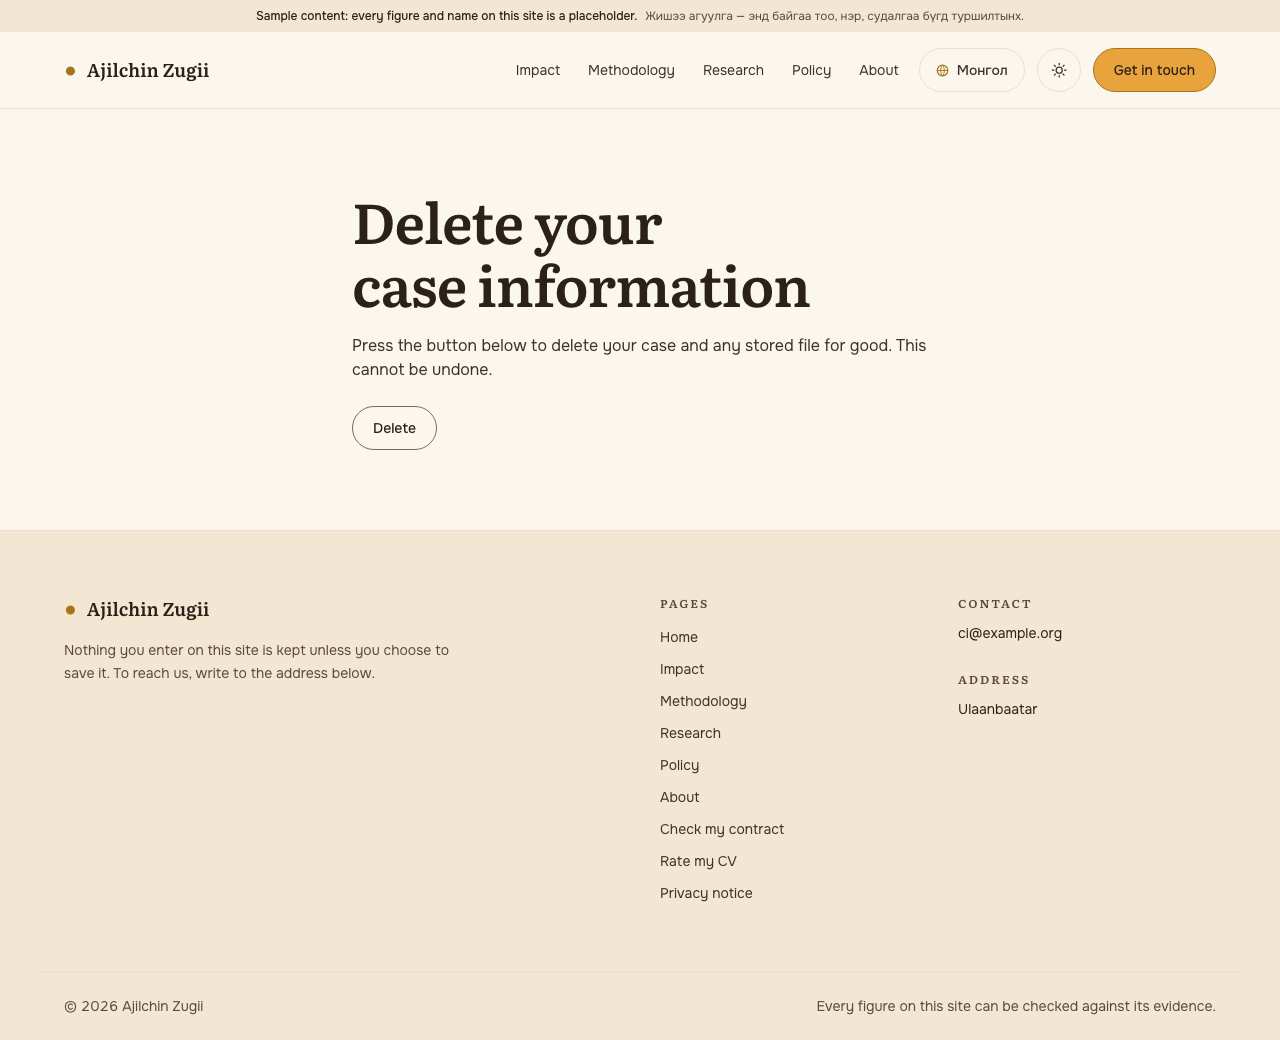 Sample content: every figure and name on this site is a placeholder. Жишээ агуулга — энд байгаа тоо, нэр, судалгаа бүгд туршилтынх.
Ajilchin Zugii
Impact
Methodology
Research
Policy
About
Монгол
Get in touch
Delete your
case information
Press the button below to delete your case and any stored file for good. This
cannot be undone.
Delete
Ajilchin Zugii
Nothing you enter on this site is kept unless you choose to
save it. To reach us, write to the address below.
PAGES
Home
Impact
Methodology
Research
Policy
About
Check my contract
Rate my CV
Privacy notice
CONTACT
ci@example.org
ADDRESS
Ulaanbaatar
© 2026 Ajilchin Zugii
Every figure on this site can be checked against its evidence.